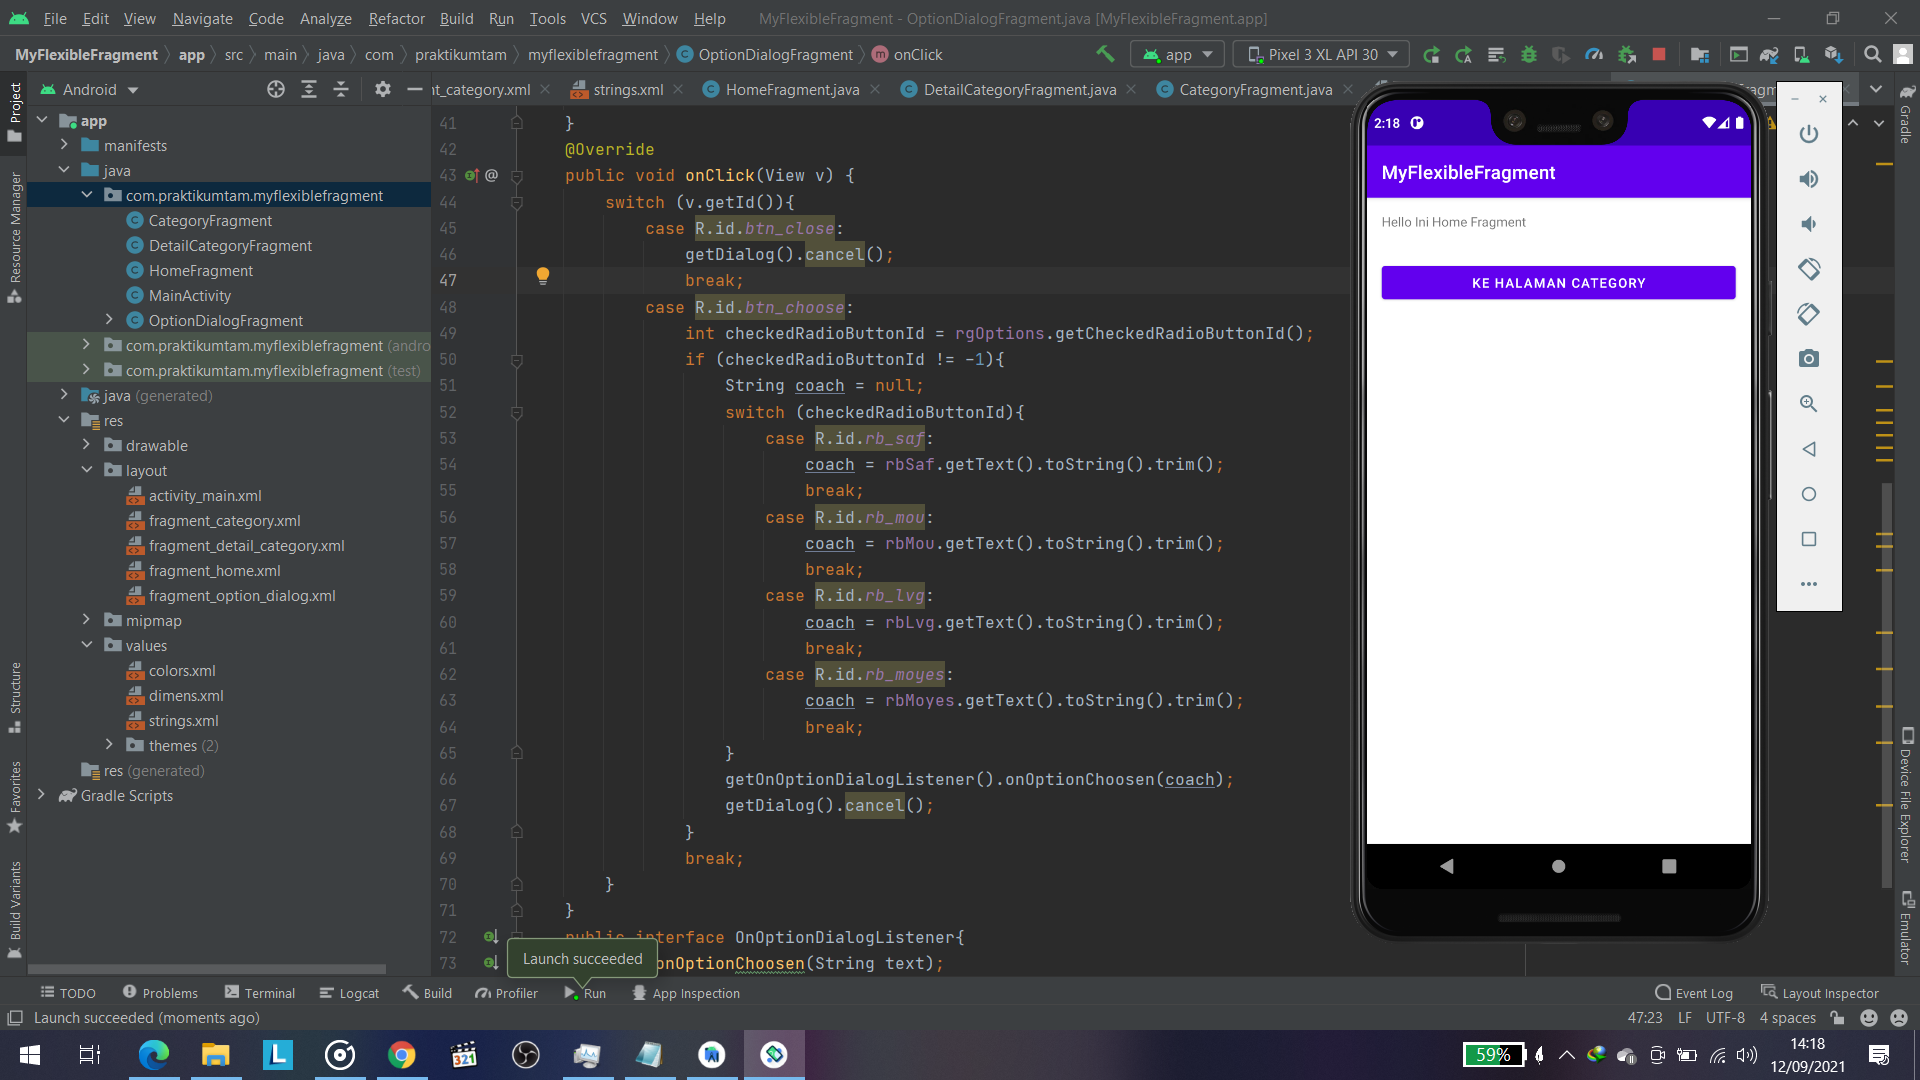 File Edit View Navigate Code Analyze Refactor Build Run Tools VCS Window Help MyFlexibleFragment - OptionDialogFragment.java [MyFlexibleFragment.app]
MyFlexibleFragment app src main java com praktikumtam myflexiblefragment OptionDialogFragment onClick app Pixel 3 XL API 30
Android
t_category.xml strings.xml HomeFragment.java DetailCategoryFragment.java CategoryFragment.java
Project
Resource Manager
Structure
Favorites
Build Variants
app
manifests
java
com.praktikumtam.myflexiblefragment
CategoryFragment
DetailCategoryFragment
HomeFragment
MainActivity
OptionDialogFragment
com.praktikumtam.myflexiblefragment (andro
com.praktikumtam.myflexiblefragment (test)
java (generated)
res
drawable
layout
activity_main.xml
fragment_category.xml
fragment_detail_category.xml
fragment_home.xml
fragment_option_dialog.xml
mipmap
values
colors.xml
dimens.xml
strings.xml
themes (2)
res (generated)
Gradle Scripts
41 }
42 @Override
43 @ public void onClick(View v) {
44 switch (v.getId()){
45 case R.id.btn_close:
46 getDialog().cancel();
47 break;
48 case R.id.btn_choose:
49 int checkedRadioButtonId = rgOptions.getCheckedRadioButtonId();
50 if (checkedRadioButtonId != -1){
51 String coach = null;
52 switch (checkedRadioButtonId){
53 case R.id.rb_saf:
54 coach = rbSaf.getText().toString().trim();
55 break;
56 case R.id.rb_mou:
57 coach = rbMou.getText().toString().trim();
58 break;
59 case R.id.rb_lvg:
60 coach = rbLvg.getText().toString().trim();
61 break;
62 case R.id.rb_moyes:
63 coach = rbMoyes.getText().toString().trim();
64 break;
65 }
66 getOnOptionDialogListener().onOptionChoosen(coach);
67 getDialog().cancel();
68 }
69 break;
70 }
71 }
72 public interface OnOptionDialogListener{
73 onOptionChoosen(String text);
Launch succeeded
2:18
MyFlexibleFragment
Hello Ini Home Fragment
KE HALAMAN CATEGORY
Gradle
Device File Explorer
Emulator
TODO Problems Terminal Logcat Build Profiler Run App Inspection Event Log Layout Inspector
Launch succeeded (moments ago) 47:23 LF UTF-8 4 spaces
L 321 59% 14:18
12/09/2021